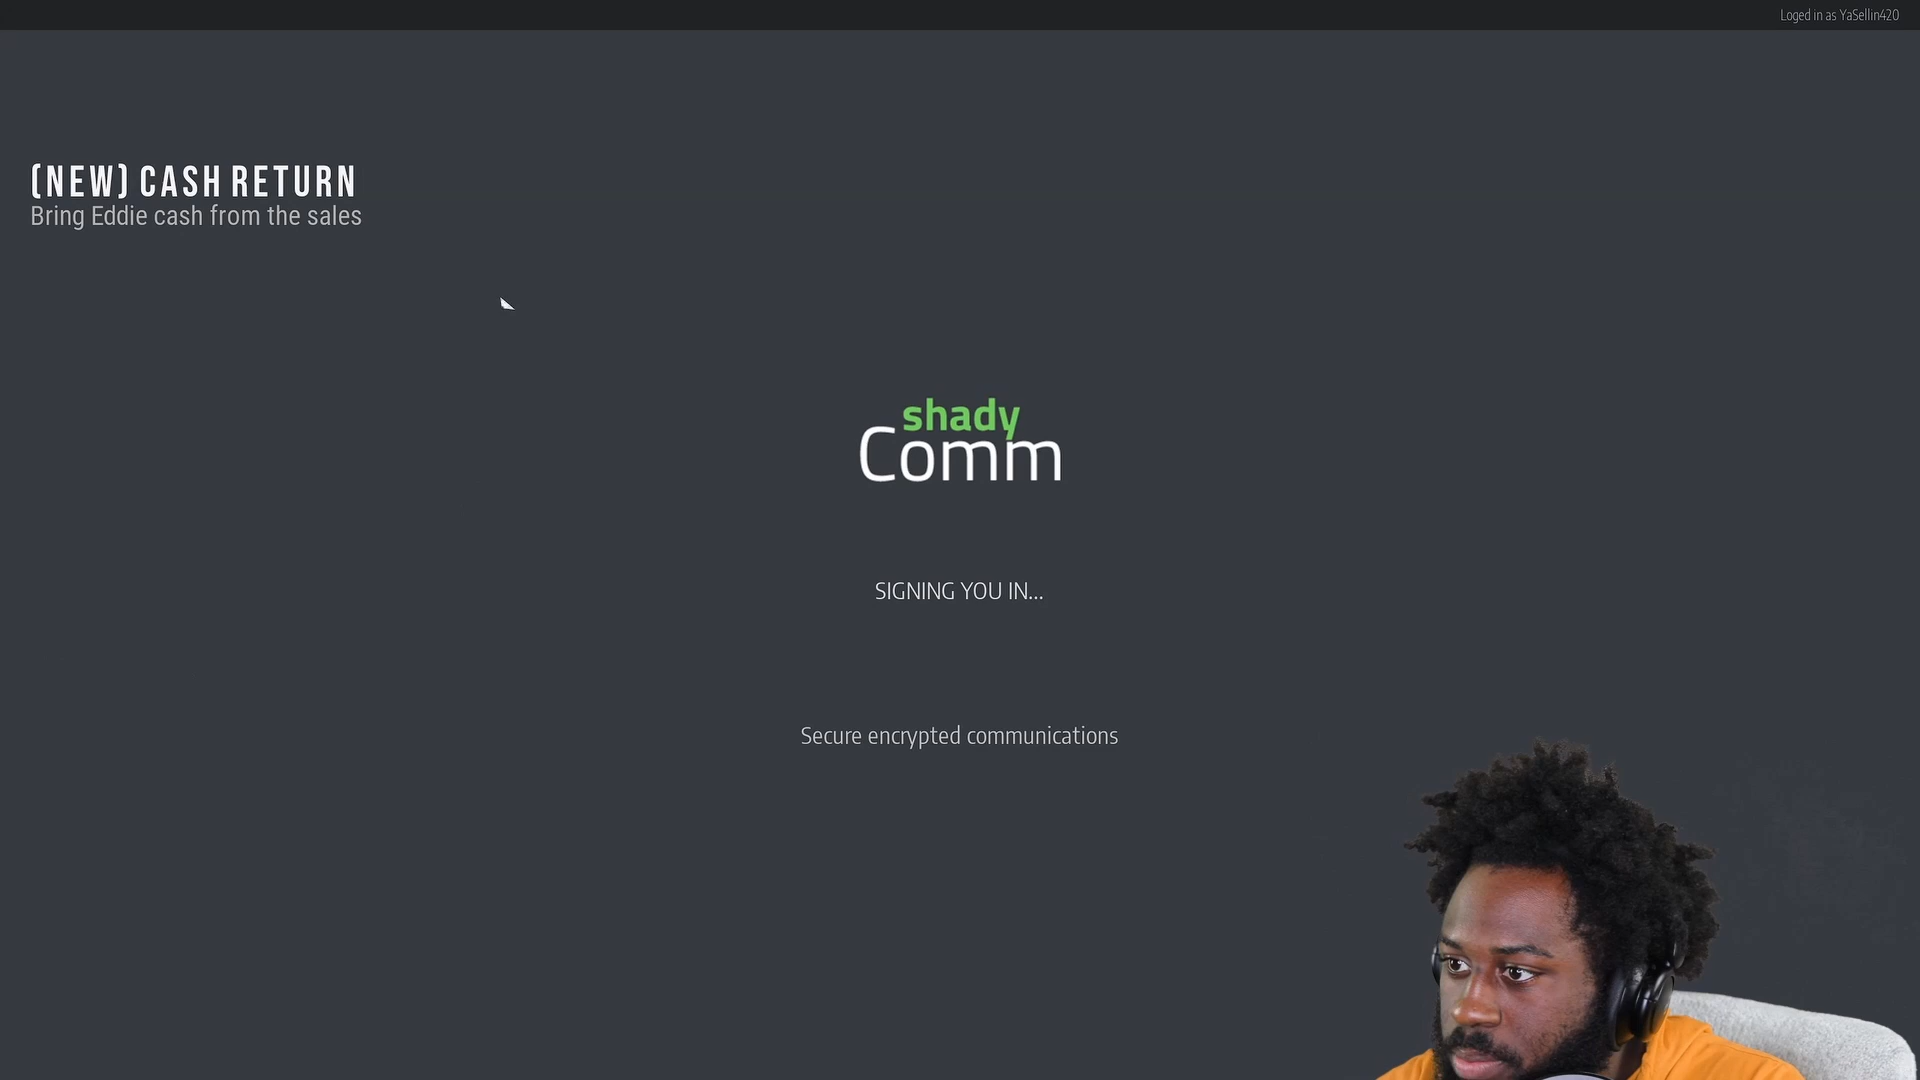 Loged in as YaSellin420
(NEW) CASH RETURN
Bring Eddie cash from the sales
shady
Comm
SIGNING YOU IN...
Secure encrypted communications